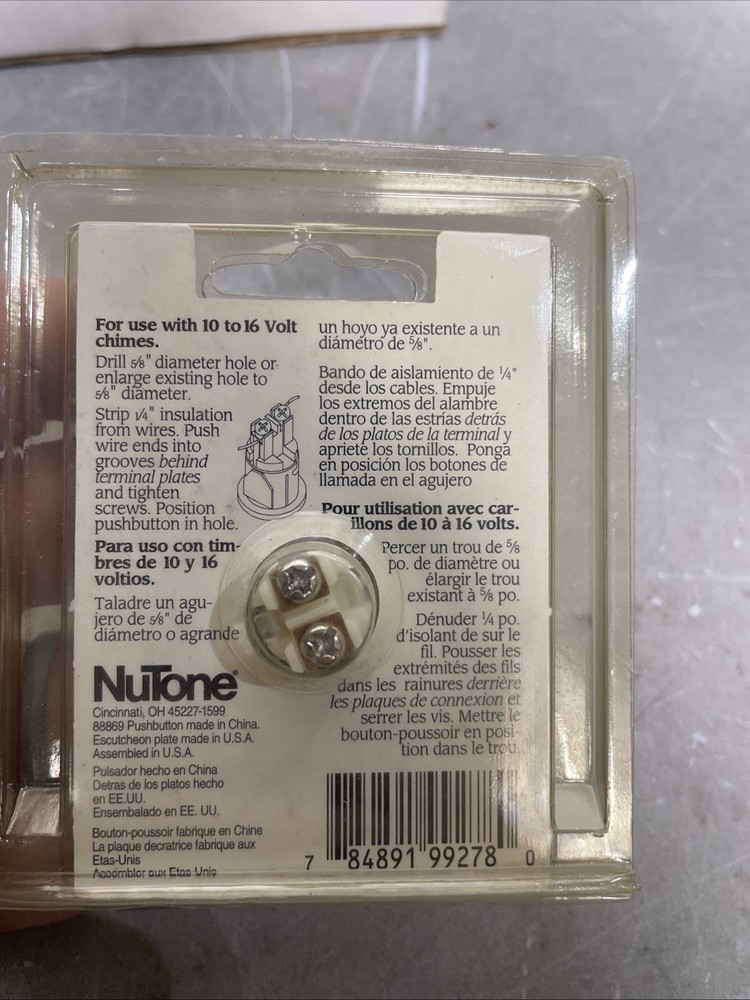 For use with 10 to 16 Volt
chimes.
Drill 5/8" diameter hole or
enlarge existing hole to
5/8" diameter.
Strip 1/4" insulation
from wires. Push
wire ends into
grooves behind
terminal plates
and tighten
screws. Position
pushbutton in hole.
Para uso con tim-
bres de 10 y 16
voltios.
Taladre un agu-
jero de 5/8" de
diámetro o agrande
un hoyo ya existente a un
diámetro de 5/8".
Bando de aislamiento de 1/4"
desde los cables. Empuje
los extremos del alambre
dentro de las estrías detrás
de los platos de la terminal y
apriete los tornillos. Ponga
en posición los botones de
llamada en el agujero
Pour utilisation avec car-
illons de 10 à 16 volts.
Percer un trou de 5/8
po. de diamètre ou
élargir le trou
existant à 5/8 po.
Dénuder 1/4 po.
d'isolant de sur le
fil. Pousser les
extrémités des fils
dans les rainures derrière
les plaques de connexion et
serrer les vis. Mettre le
bouton-poussoir en posi-
tion dans le trou.
NuTone®
Cincinnati, OH 45227-1599
88869 Pushbutton made in China.
Escutcheon plate made in U.S.A.
Assembled in U.S.A.
Pulsador hecho en China
Detras de los platos hecho
en EE.UU.
Ensembalado en EE. UU.
Bouton-poussoir fabrique en Chine
La plaque decratrice fabrique aux
Etas-Unis
Assembler aux Etas-Unis
7 84891 99278 0